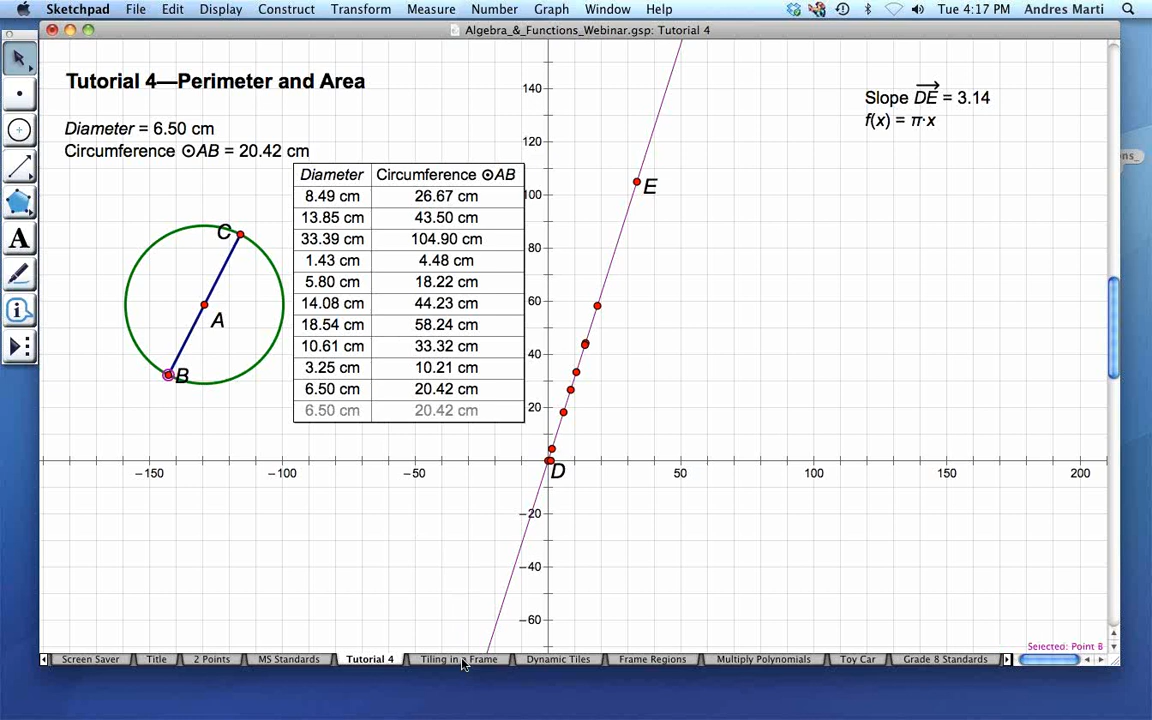 Sketchpad File Edit Display Construct Transform Measure Number Graph Window Help Tue 4:17 PM Andres Marti
Algebra_&_Functions_Webinar.gsp: Tutorial 4
Tutorial 4—Perimeter and Area
Diameter = 6.50 cm
Circumference ⊙AB = 20.42 cm
Diameter Circumference ⊙AB
8.49 cm 26.67 cm
13.85 cm 43.50 cm
33.39 cm 104.90 cm
1.43 cm 4.48 cm
5.80 cm 18.22 cm
14.08 cm 44.23 cm
18.54 cm 58.24 cm
10.61 cm 33.32 cm
3.25 cm 10.21 cm
6.50 cm 20.42 cm
6.50 cm 20.42 cm
C
A
B
A
140
120
100
80
60
40
20
−20
−40
−60
−150 −100 −50 50 100 150 200
E
D
Slope DE = 3.14
f(x) = π·x
Selected: Point B
Screen Saver Title 2 Points MS Standards Tutorial 4 Tiling in a Frame Dynamic Tiles Frame Regions Multiply Polynomials Toy Car Grade 8 Standards